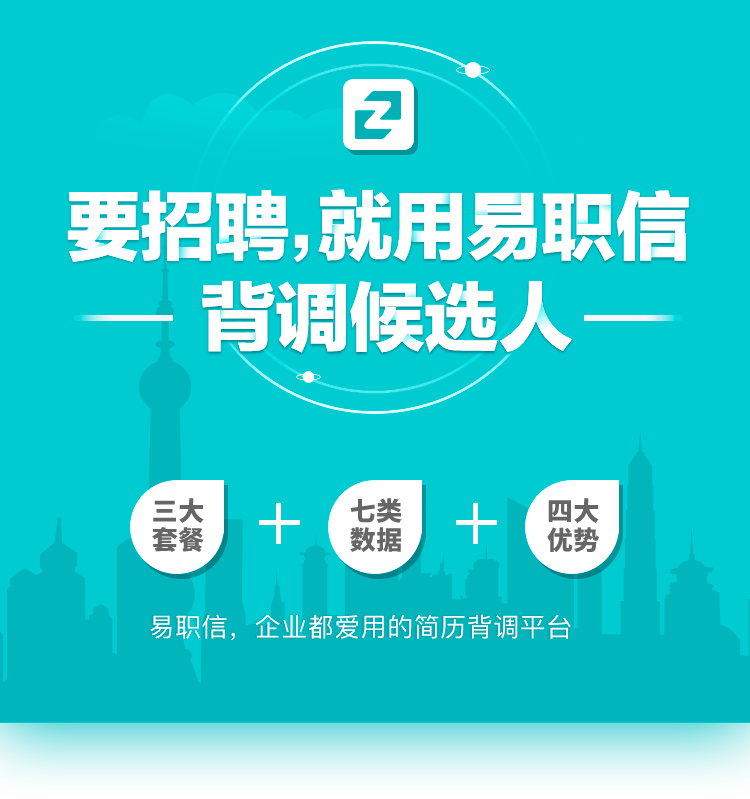 要招聘,就用易职信
背调候选人
三大
套餐
七类
数据
四大
优势
易职信，企业都爱用的简历背调平台